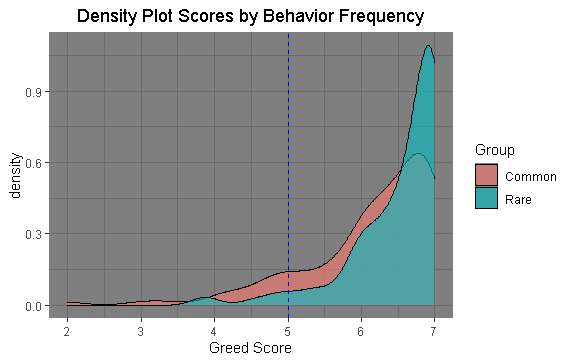 Density Plot Scores by Behavior Frequency
0.9
0.6
0.3
0.0
density
2 3 4 5 6 7
Greed Score
Group
Common
Rare